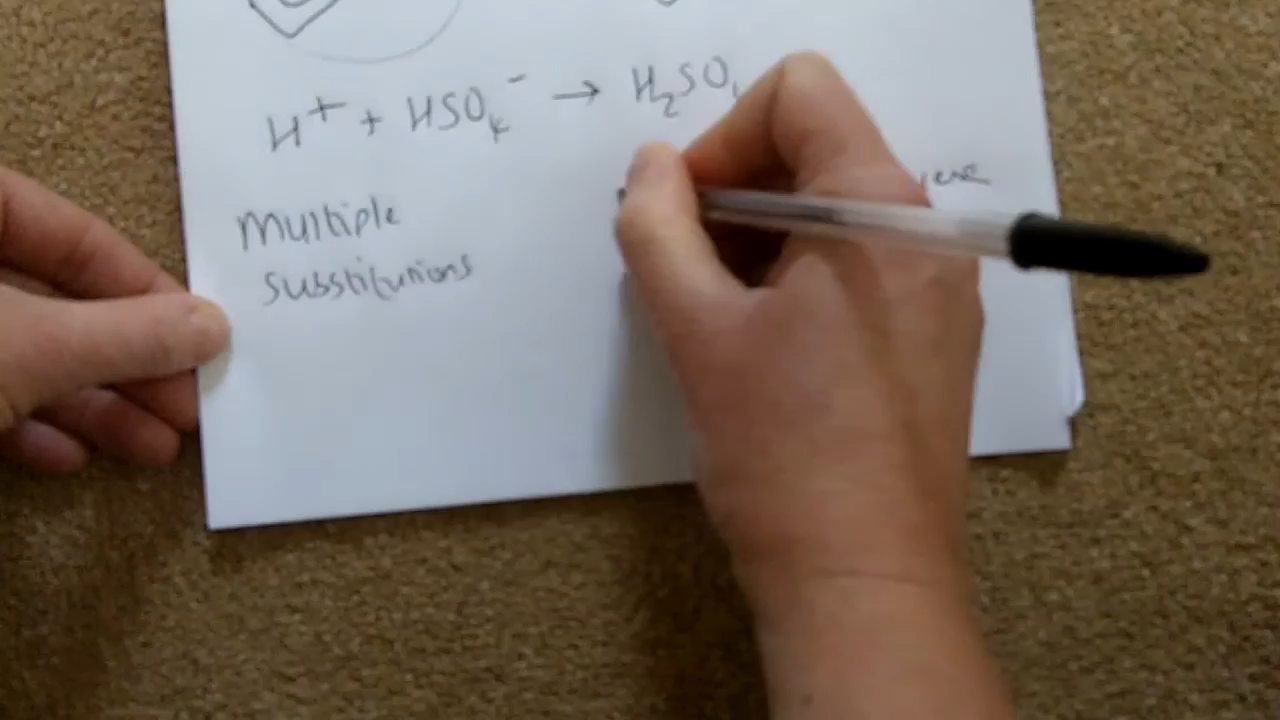 H⁺ + HSO₄⁻ → H₂SO₄
Multiple
substitutions